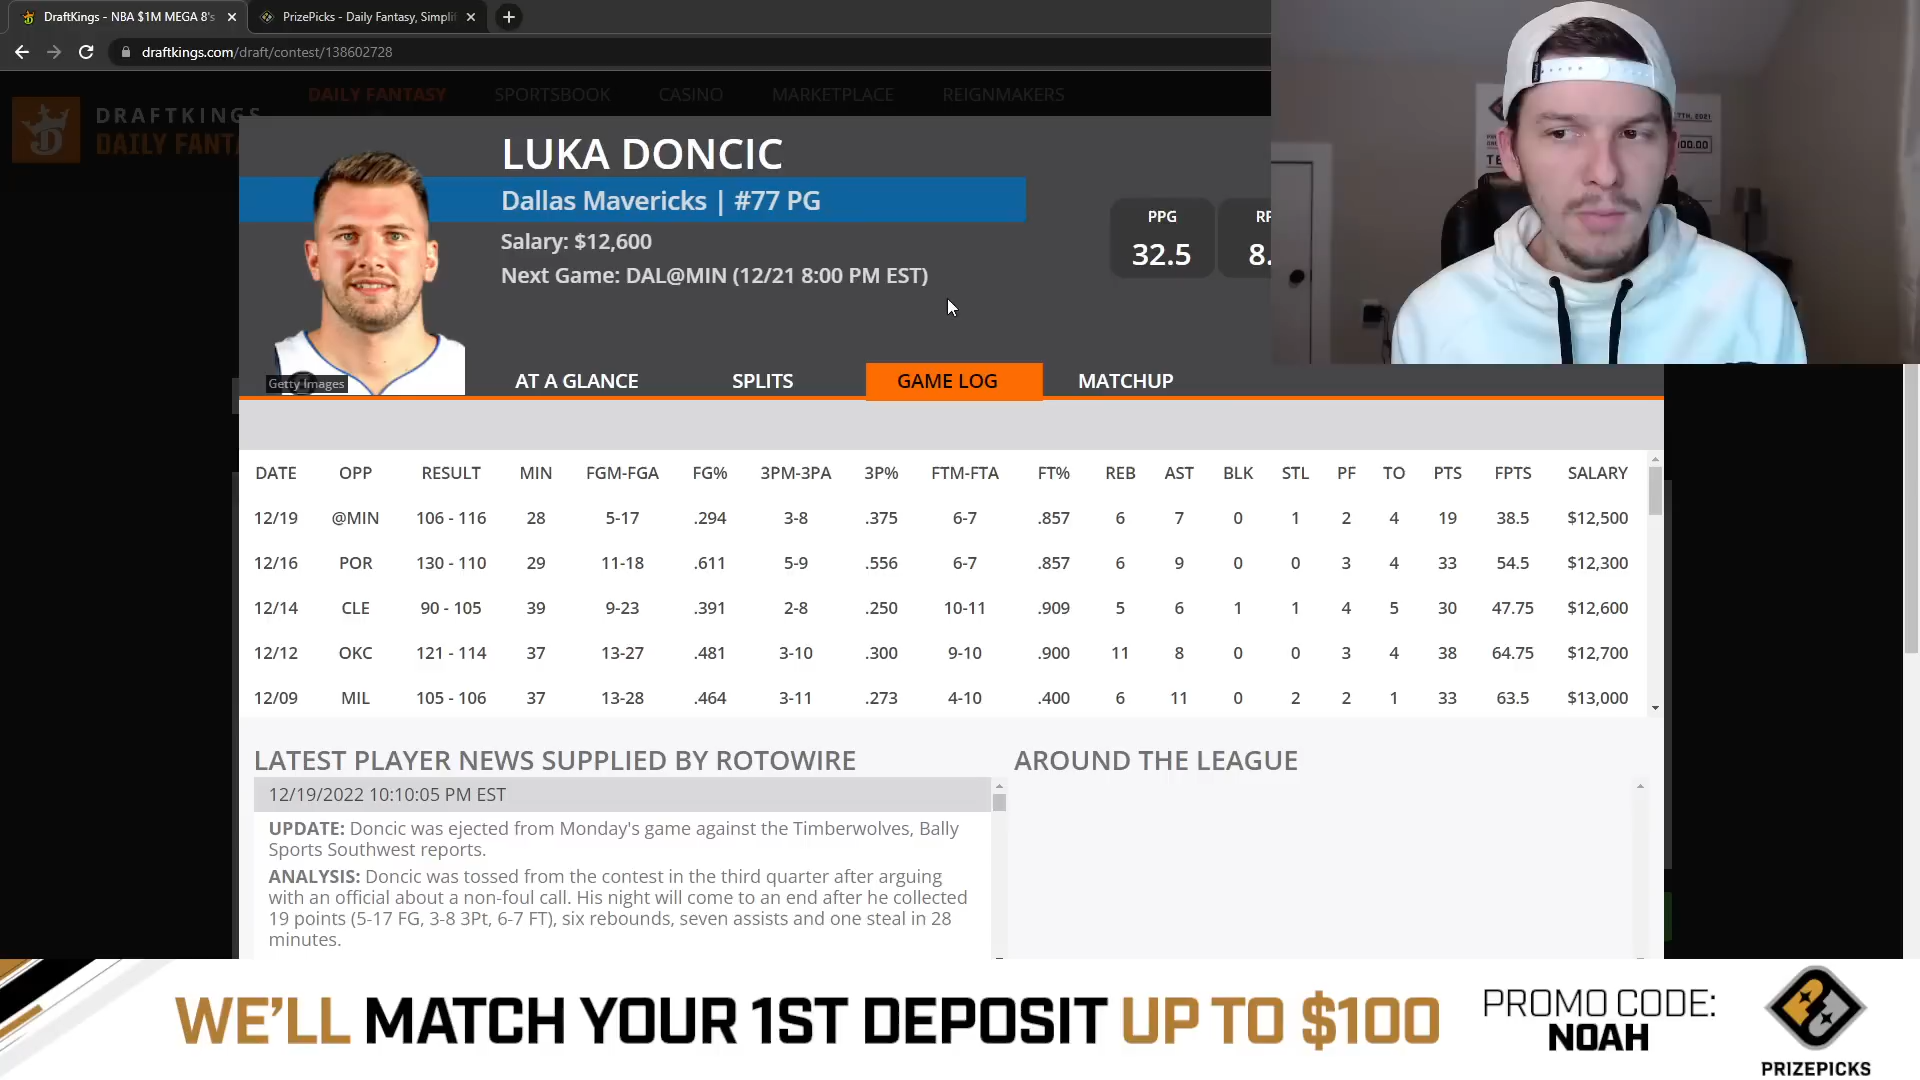 DraftKings - NBA $1M MEGA 8's
PrizePicks - Daily Fantasy, Simplif
draftkings.com/draft/contest/138602728
DAILY FANTASY SPORTSBOOK CASINO MARKETPLACE REIGNMAKERS
DRAFTKINGS
DAILY FANTA
LUKA DONCIC
Dallas Mavericks | #77 PG
Salary: $12,600
Next Game: DAL@MIN (12/21 8:00 PM EST)
PPG
32.5
8.
Getty Images
AT A GLANCE SPLITS GAME LOG MATCHUP
DATE OPP RESULT MIN FGM-FGA FG% 3PM-3PA 3P% FTM-FTA FT% REB AST BLK STL PF TO PTS FPTS SALARY
12/19 @MIN 106 - 116 28 5-17 .294 3-8 .375 6-7 .857 6 7 0 1 2 4 19 38.5 $12,500
12/16 POR 130 - 110 29 11-18 .611 5-9 .556 6-7 .857 6 9 0 0 3 4 33 54.5 $12,300
12/14 CLE 90 - 105 39 9-23 .391 2-8 .250 10-11 .909 5 6 1 1 4 5 30 47.75 $12,600
12/12 OKC 121 - 114 37 13-27 .481 3-10 .300 9-10 .900 11 8 0 0 3 4 38 64.75 $12,700
12/09 MIL 105 - 106 37 13-28 .464 3-11 .273 4-10 .400 6 11 0 2 2 1 33 63.5 $13,000
LATEST PLAYER NEWS SUPPLIED BY ROTOWIRE
AROUND THE LEAGUE
12/19/2022 10:10:05 PM EST
UPDATE: Doncic was ejected from Monday's game against the Timberwolves, Bally
Sports Southwest reports.
ANALYSIS: Doncic was tossed from the contest in the third quarter after arguing
with an official about a non-foul call. His night will come to an end after he collected
19 points (5-17 FG, 3-8 3Pt, 6-7 FT), six rebounds, seven assists and one steal in 28
minutes.
WE'LL MATCH YOUR 1ST DEPOSIT UP TO $100
PROMO CODE:
NOAH
PRIZEPICKS